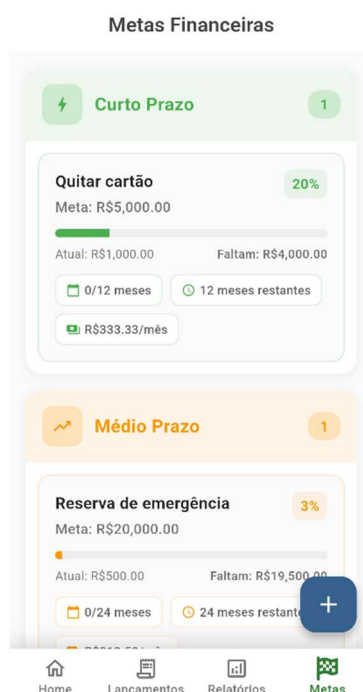 Metas Financeiras
Curto Prazo 1
Quitar cartão 20%
Meta: R$5,000.00
Atual: R$1,000.00 Faltam: R$4,000.00
0/12 meses 12 meses restantes
R$333.33/mês
Médio Prazo 1
Reserva de emergência 3%
Meta: R$20,000.00
Atual: R$500.00 Faltam: R$19,500.00
0/24 meses 24 meses restant
+
Home Lançamentos Relatórios Metas